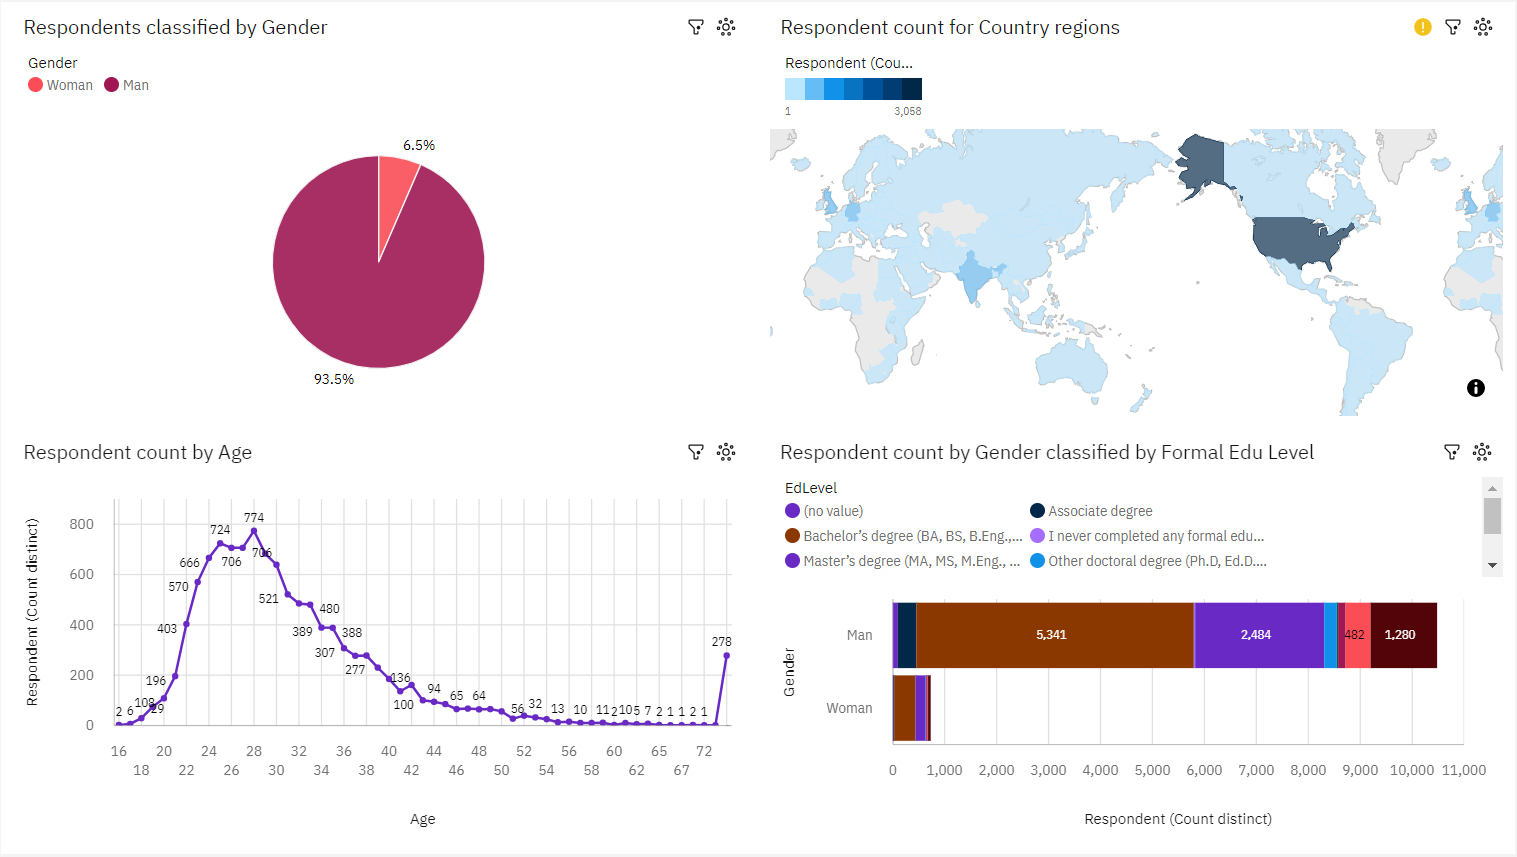 Respondents classified by Gender
Gender
Woman Man
6.5%
93.5%
Respondent count for Country regions
Respondent (Cou...
1 3,058
Respondent count by Age
Respondent (Count distinct)
800
600
400
200
0
2 6 108 29 196 403 570 666 724 706 774 706 521 389 480 307 388 277 136 100 94 65 64 56 32 13 10 11 2 10 5 7 2 1 1 2 1 278
16 20 24 28 32 36 40 44 48 52 56 60 65 72
18 22 26 30 34 38 42 46 50 54 58 62 67
Age
Respondent count by Gender classified by Formal Edu Level
EdLevel
(no value) Associate degree
Bachelor’s degree (BA, BS, B.Eng.,... I never completed any formal edu...
Master’s degree (MA, MS, M.Eng., ... Other doctoral degree (Ph.D, Ed.D....
Gender
Man 5,341 2,484 482 1,280
Woman
0 1,000 2,000 3,000 4,000 5,000 6,000 7,000 8,000 9,000 10,000 11,000
Respondent (Count distinct)